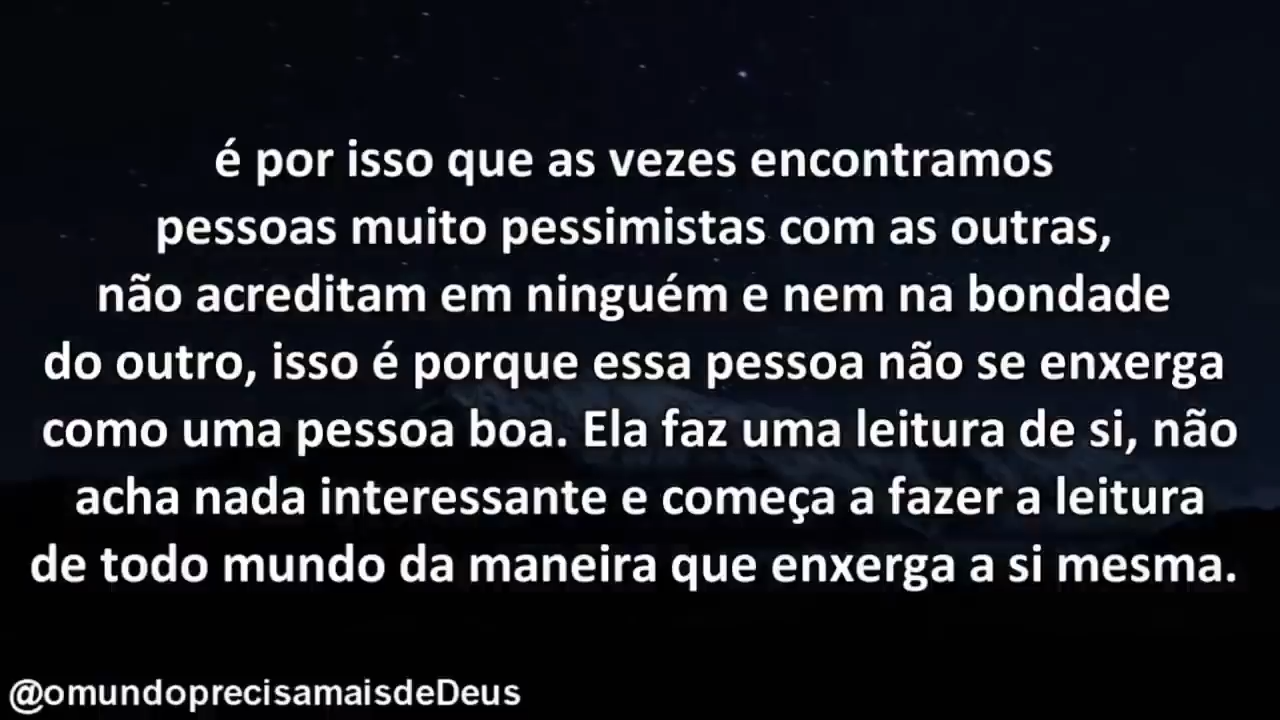 é por isso que as vezes encontramos
pessoas muito pessimistas com as outras,
não acreditam em ninguém e nem na bondade
do outro, isso é porque essa pessoa não se enxerga
como uma pessoa boa. Ela faz uma leitura de si, não
acha nada interessante e começa a fazer a leitura
de todo mundo da maneira que enxerga a si mesma.
@omundoprecisamaisdeDeus